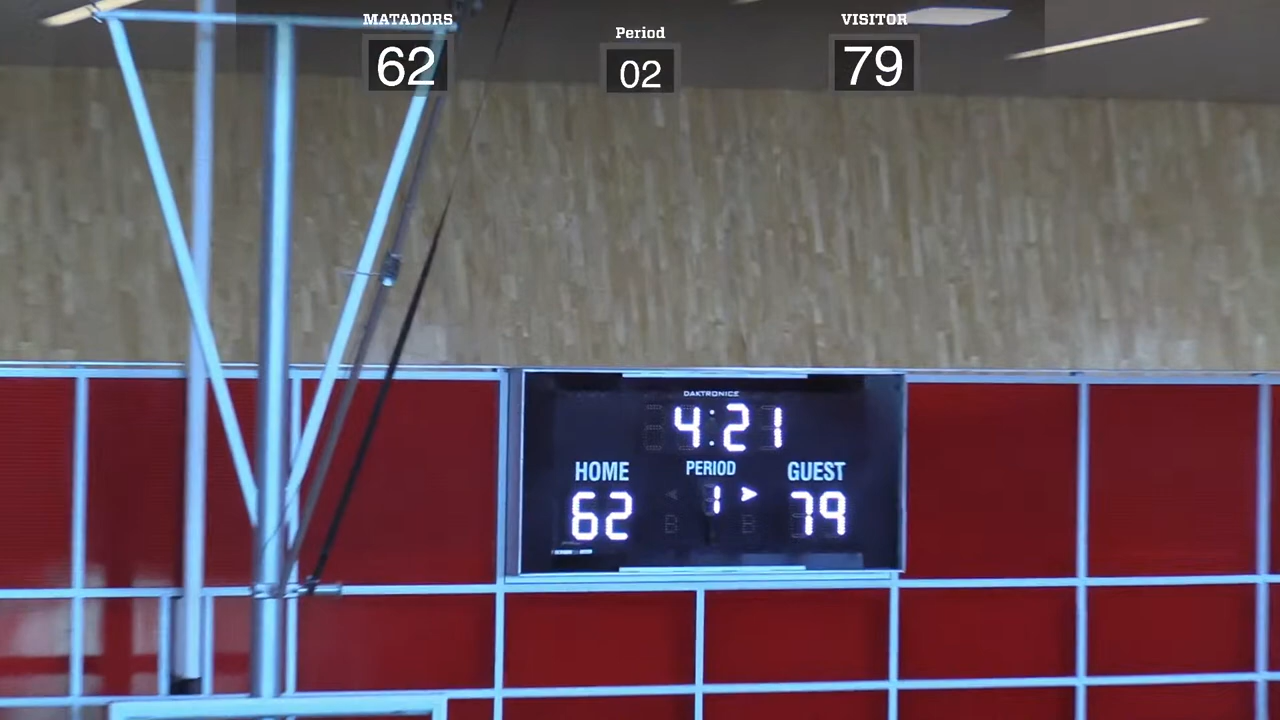 MATADORS
Period
VISITOR
62
02
79
DAKTRONICS
4:21
HOME
PERIOD
GUEST
62
1
79